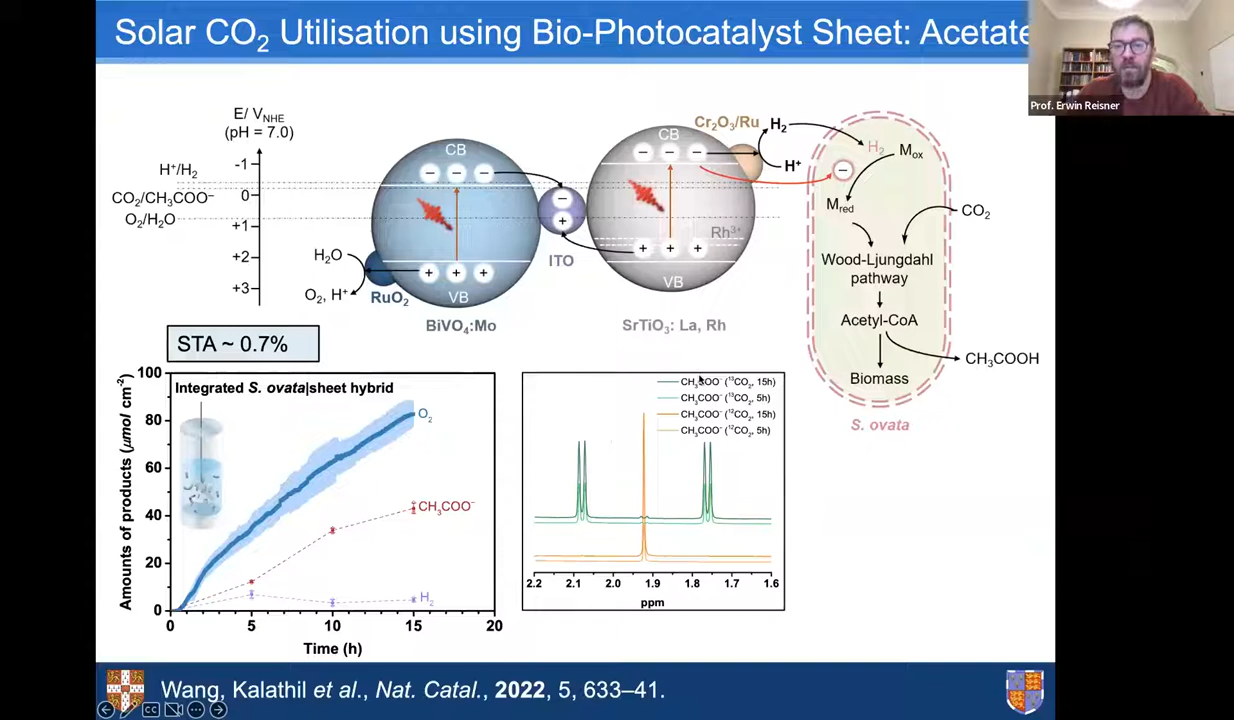 Solar CO₂ Utilisation using Bio-Photocatalyst Sheet: Acetate
Prof. Erwin Reisner
E/ V_NHE
(pH = 7.0)
-1
0
+1
+2
+3
H⁺/H₂
CO₂/CH₃COO⁻
O₂/H₂O
H₂O
O₂, H⁺
RuO₂
CB
VB
BiVO₄:Mo
ITO
CB
Rh³⁺
VB
SrTiO₃: La, Rh
Cr₂O₃/Ru
H₂
H⁺
H₂
M_ox
M_red
CO₂
Wood-Ljungdahl
pathway
Acetyl-CoA
CH₃COOH
Biomass
S. ovata
STA ~ 0.7%
Integrated S. ovata|sheet hybrid
Amounts of products (μmol cm⁻²)
100
80
60
40
20
0
O₂
CH₃COO⁻
H₂
0 5 10 15 20
Time (h)
CH₃COO⁻ (¹³CO₂, 15h)
CH₃COO⁻ (¹³CO₂, 5h)
CH₃COO⁻ (¹²CO₂, 15h)
CH₃COO⁻ (¹²CO₂, 5h)
2.2 2.1 2.0 1.9 1.8 1.7 1.6
ppm
Wang, Kalathil et al., Nat. Catal., 2022, 5, 633–41.
CC